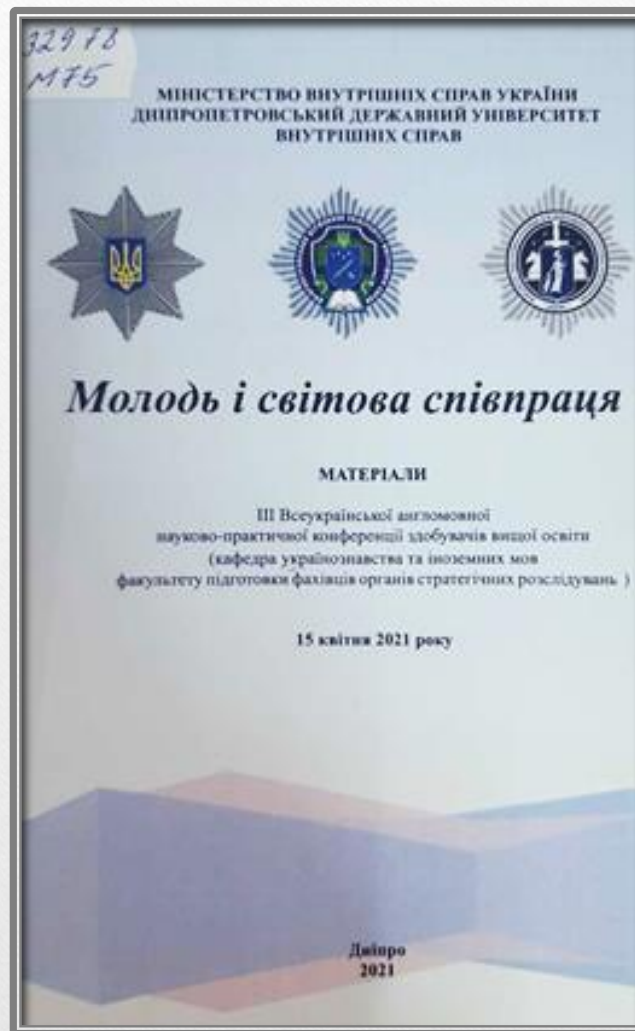 32978
М75
МІНІСТЕРСТВО ВНУТРІШНІХ СПРАВ УКРАЇНИ
ДНІПРОПЕТРОВСЬКИЙ ДЕРЖАВНИЙ УНІВЕРСИТЕТ
ВНУТРІШНІХ СПРАВ
Молодь і світова співпраця
МАТЕРІАЛИ
III Всеукраїнської англомовної
науково-практичної конференції здобувачів вищої освіти
(кафедра українознавства та іноземних мов
факультету підготовки фахівців органів стратегічних розслідувань )
15 квітня 2021 року
Дніпро
2021